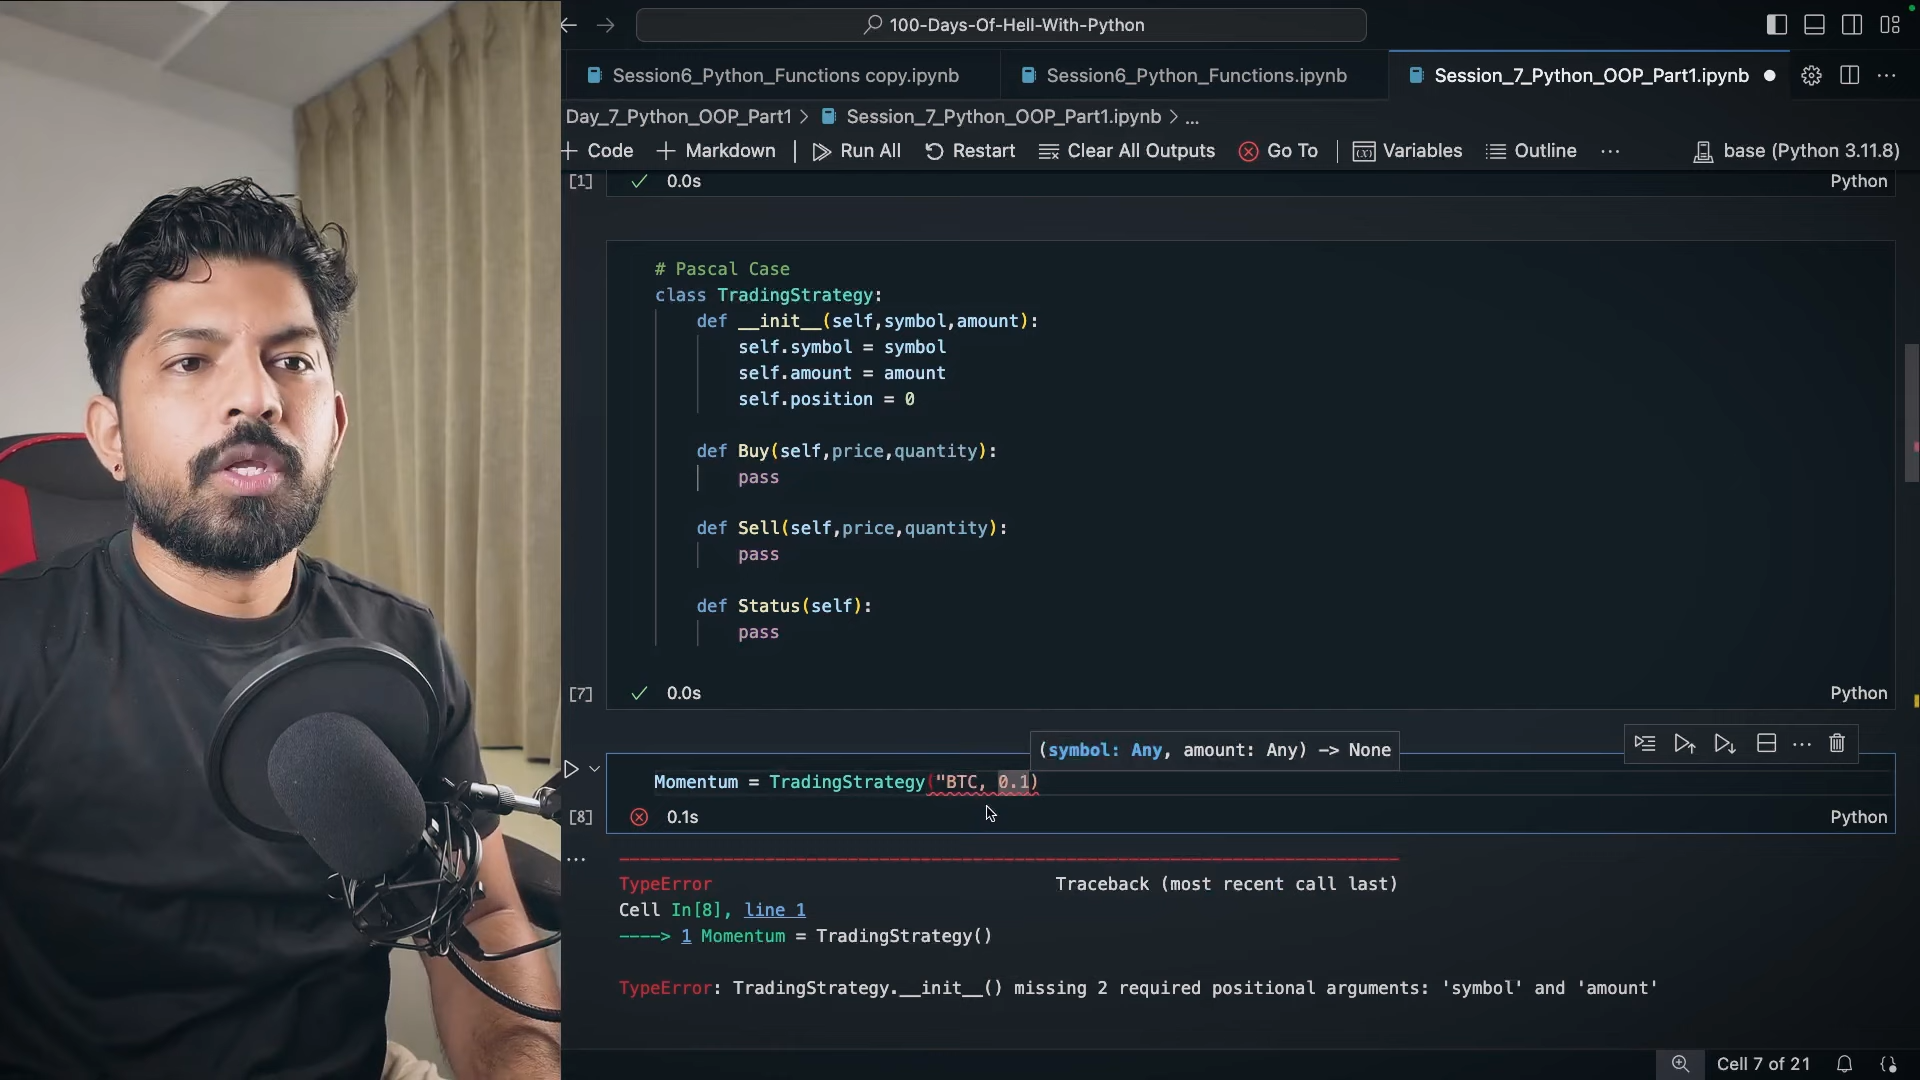 100-Days-Of-Hell-With-Python
Session6_Python_Functions copy.ipynb
Session6_Python_Functions.ipynb
Session_7_Python_OOP_Part1.ipynb
Day_7_Python_OOP_Part1 > Session_7_Python_OOP_Part1.ipynb > ...
+ Code + Markdown | Run All Restart Clear All Outputs Go To | Variables Outline ... base (Python 3.11.8)
[1] 0.0s Python
# Pascal Case
class TradingStrategy:
def __init__(self,symbol,amount):
self.symbol = symbol
self.amount = amount
self.position = 0
def Buy(self,price,quantity):
pass
def Sell(self,price,quantity):
pass
def Status(self):
pass
[7] 0.0s Python
(symbol: Any, amount: Any) -> None
Momentum = TradingStrategy("BTC, 0.1)
[8] 0.1s Python
TypeError Traceback (most recent call last)
Cell In[8], line 1
----> 1 Momentum = TradingStrategy()
TypeError: TradingStrategy.__init__() missing 2 required positional arguments: 'symbol' and 'amount'
Cell 7 of 21